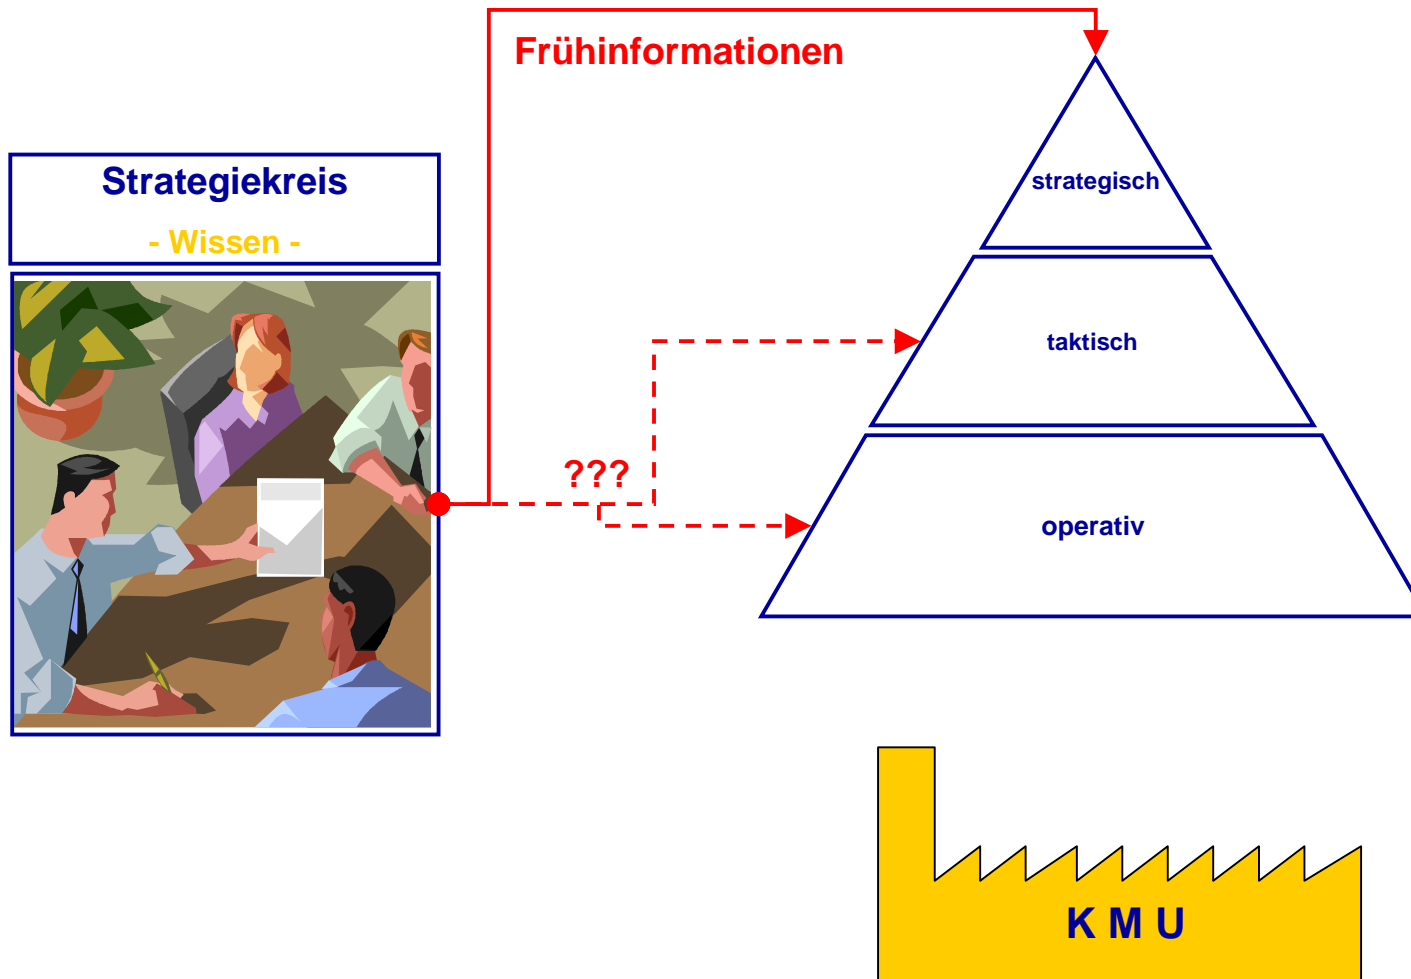 Frühinformationen
Strategiekreis
- Wissen -
strategisch
taktisch
???
operativ
K M U